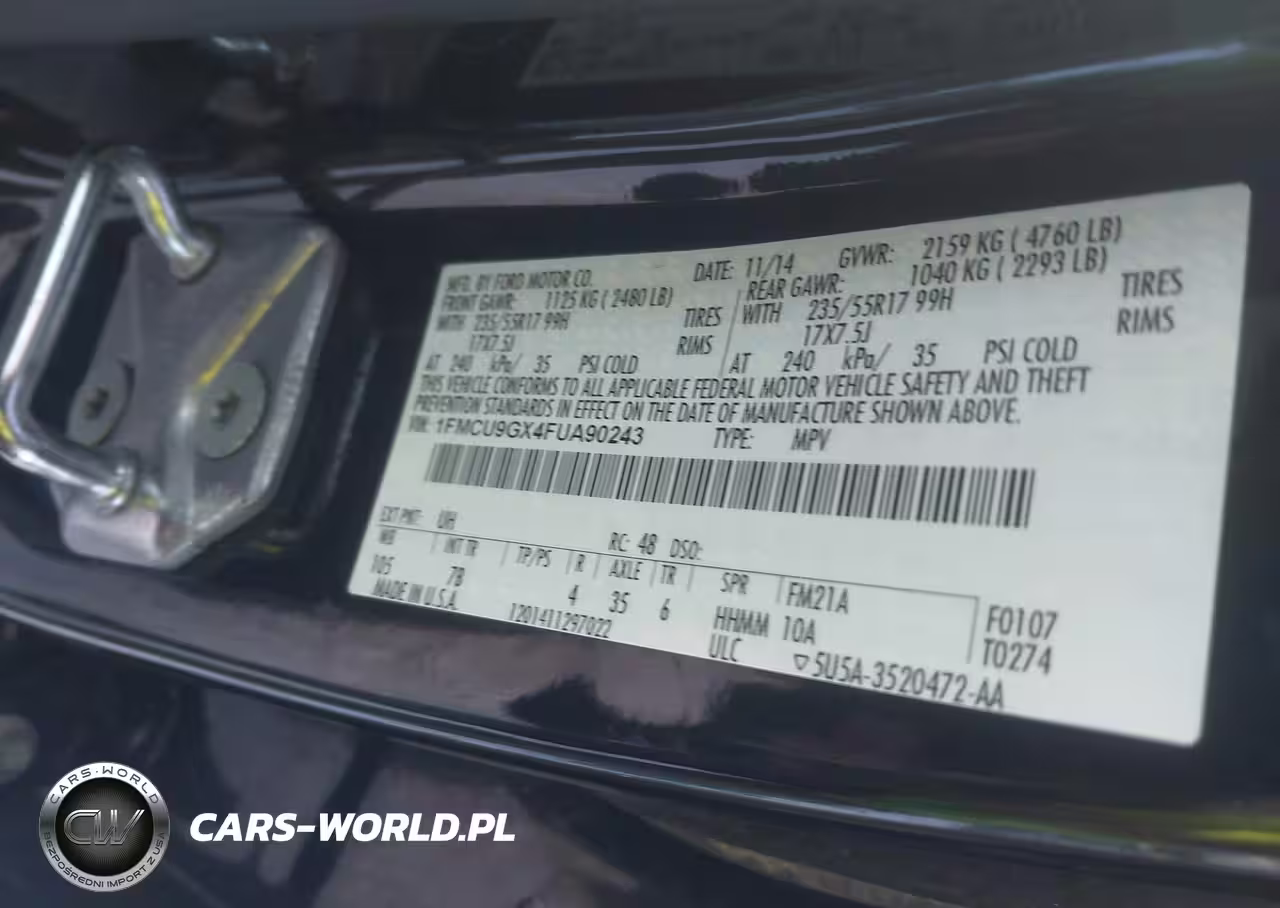 MFD. BY FORD MOTOR CO. DATE: 11/14 GVWR: 2159 KG ( 4760 LB)
FRONT GAWR: 1125 KG ( 2480 LB) REAR GAWR: 1040 KG ( 2293 LB)
WITH 235/55R17 99H TIRES WITH 235/55R17 99H TIRES
17X7.5J RIMS 17X7.5J RIMS
AT 240 kPa/ 35 PSI COLD AT 240 kPa/ 35 PSI COLD
THIS VEHICLE CONFORMS TO ALL APPLICABLE FEDERAL MOTOR VEHICLE SAFETY AND THEFT
PREVENTION STANDARDS IN EFFECT ON THE DATE OF MANUFACTURE SHOWN ABOVE.
VIN: 1FMCU9GX4FUA90243 TYPE: MPV
EXT PNT: UH RC: 48 DSO:
WB INT TR TP/PS R AXLE TR SPR FM21A F0107
105 7B 4 35 6 HHMM 10A T0274
MADE IN U.S.A. 1201411297022 ULC ▽5U5A-3520472-AA
CARS-WORLD
CW
BEZPOŚREDNI IMPORT Z USA
CARS-WORLD.PL